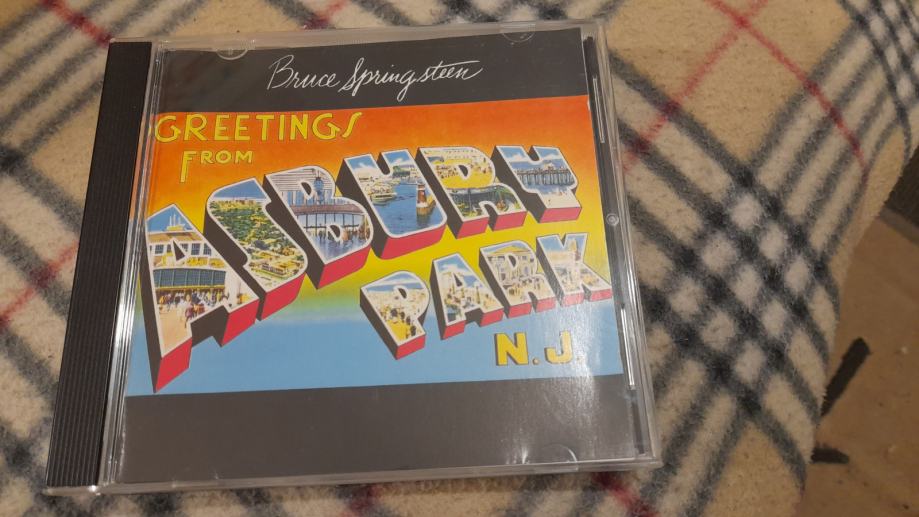 Bruce Springsteen
GREETINGS
FROM
ASBURY
PARK
N.J.